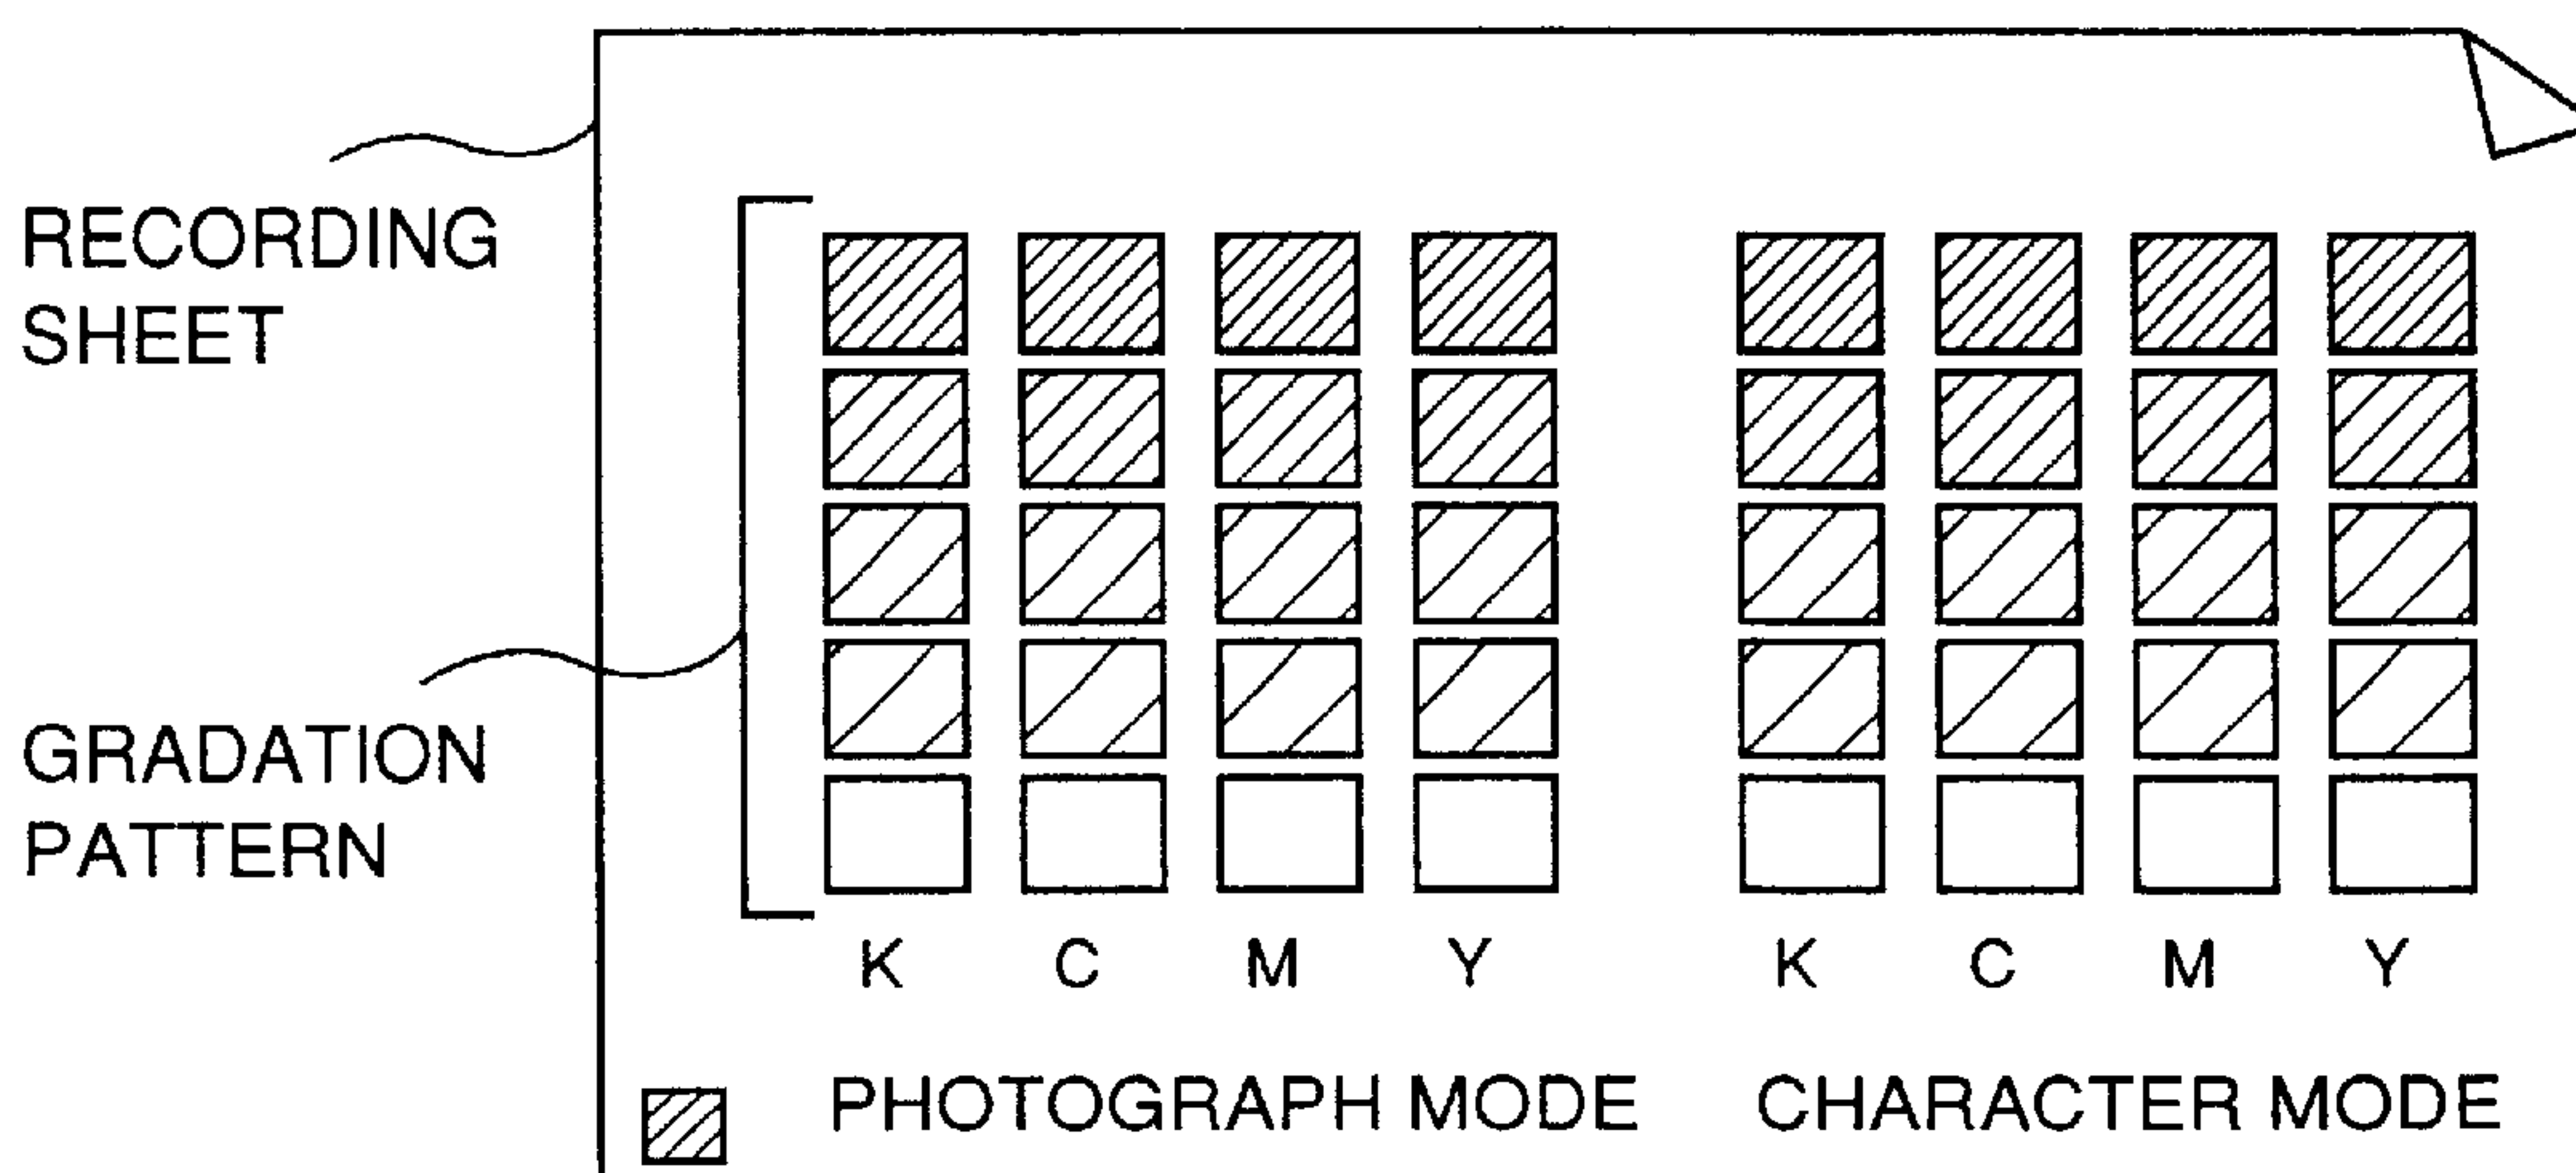 RECORDING
SHEET
GRADATION
PATTERN
K C M Y K C M Y
PHOTOGRAPH MODE CHARACTER MODE